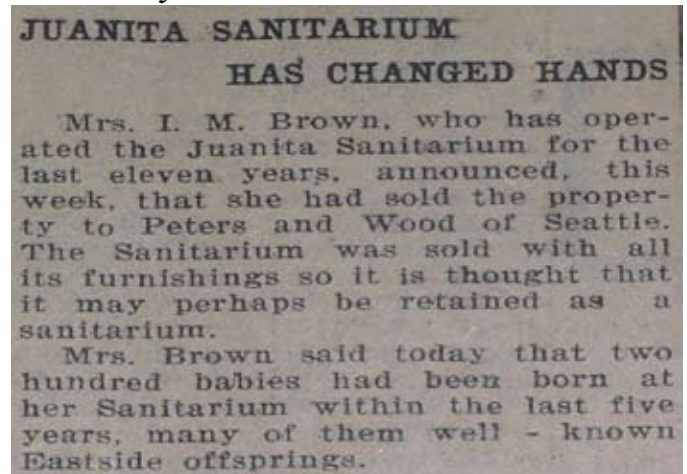 JUANITA SANITARIUM
HAS CHANGED HANDS
Mrs. I. M. Brown, who has oper-
ated the Juanita Sanitarium for the
last eleven years, announced, this
week, that she had sold the proper-
ty to Peters and Wood of Seattle.
The Sanitarium was sold with all
its furnishings so it is thought that
it may perhaps be retained as a
sanitarium.
Mrs. Brown said today that two
hundred babies had been born at
her Sanitarium within the last five
years, many of them well - known
Eastside offsprings.